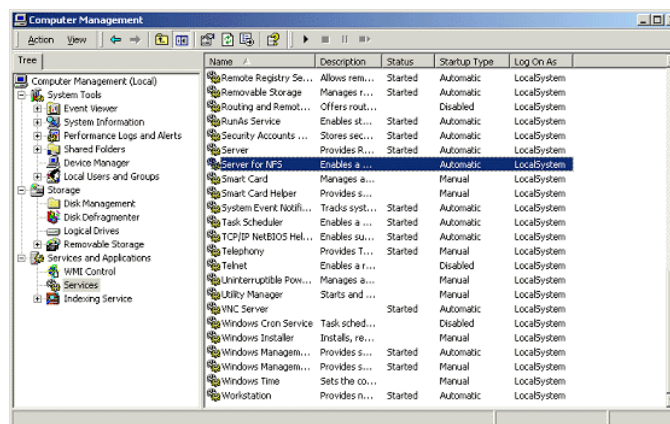 Computer Management
Action View
Tree
Computer Management (Local)
System Tools
Event Viewer
System Information
Performance Logs and Alerts
Shared Folders
Device Manager
Local Users and Groups
Storage
Disk Management
Disk Defragmenter
Logical Drives
Removable Storage
Services and Applications
WMI Control
Services
Indexing Service
Name Description Status Startup Type Log On As
Remote Registry Se... Allows rem... Started Automatic LocalSystem
Removable Storage Manages r... Started Automatic LocalSystem
Routing and Remot... Offers rout... Disabled LocalSystem
RunAs Service Enables st... Started Automatic LocalSystem
Security Accounts ... Stores sec... Started Automatic LocalSystem
Server Provides R... Started Automatic LocalSystem
Server for NFS Enables a ... Automatic LocalSystem
Smart Card Manages a... Manual LocalSystem
Smart Card Helper Provides s... Manual LocalSystem
System Event Notifi... Tracks syst... Started Automatic LocalSystem
Task Scheduler Enables a ... Started Automatic LocalSystem
TCP/IP NetBIOS Hel... Enables su... Started Automatic LocalSystem
Telephony Provides T... Started Manual LocalSystem
Telnet Enables a r... Disabled LocalSystem
Uninterruptible Pow... Manages a... Manual LocalSystem
Utility Manager Starts and ... Manual LocalSystem
VNC Server Started Automatic LocalSystem
Windows Cron Service Task sched... Disabled LocalSystem
Windows Installer Installs, re... Manual LocalSystem
Windows Managem... Provides s... Started Automatic LocalSystem
Windows Managem... Provides s... Started Manual LocalSystem
Windows Time Sets the co... Manual LocalSystem
Workstation Provides n... Started Automatic LocalSystem